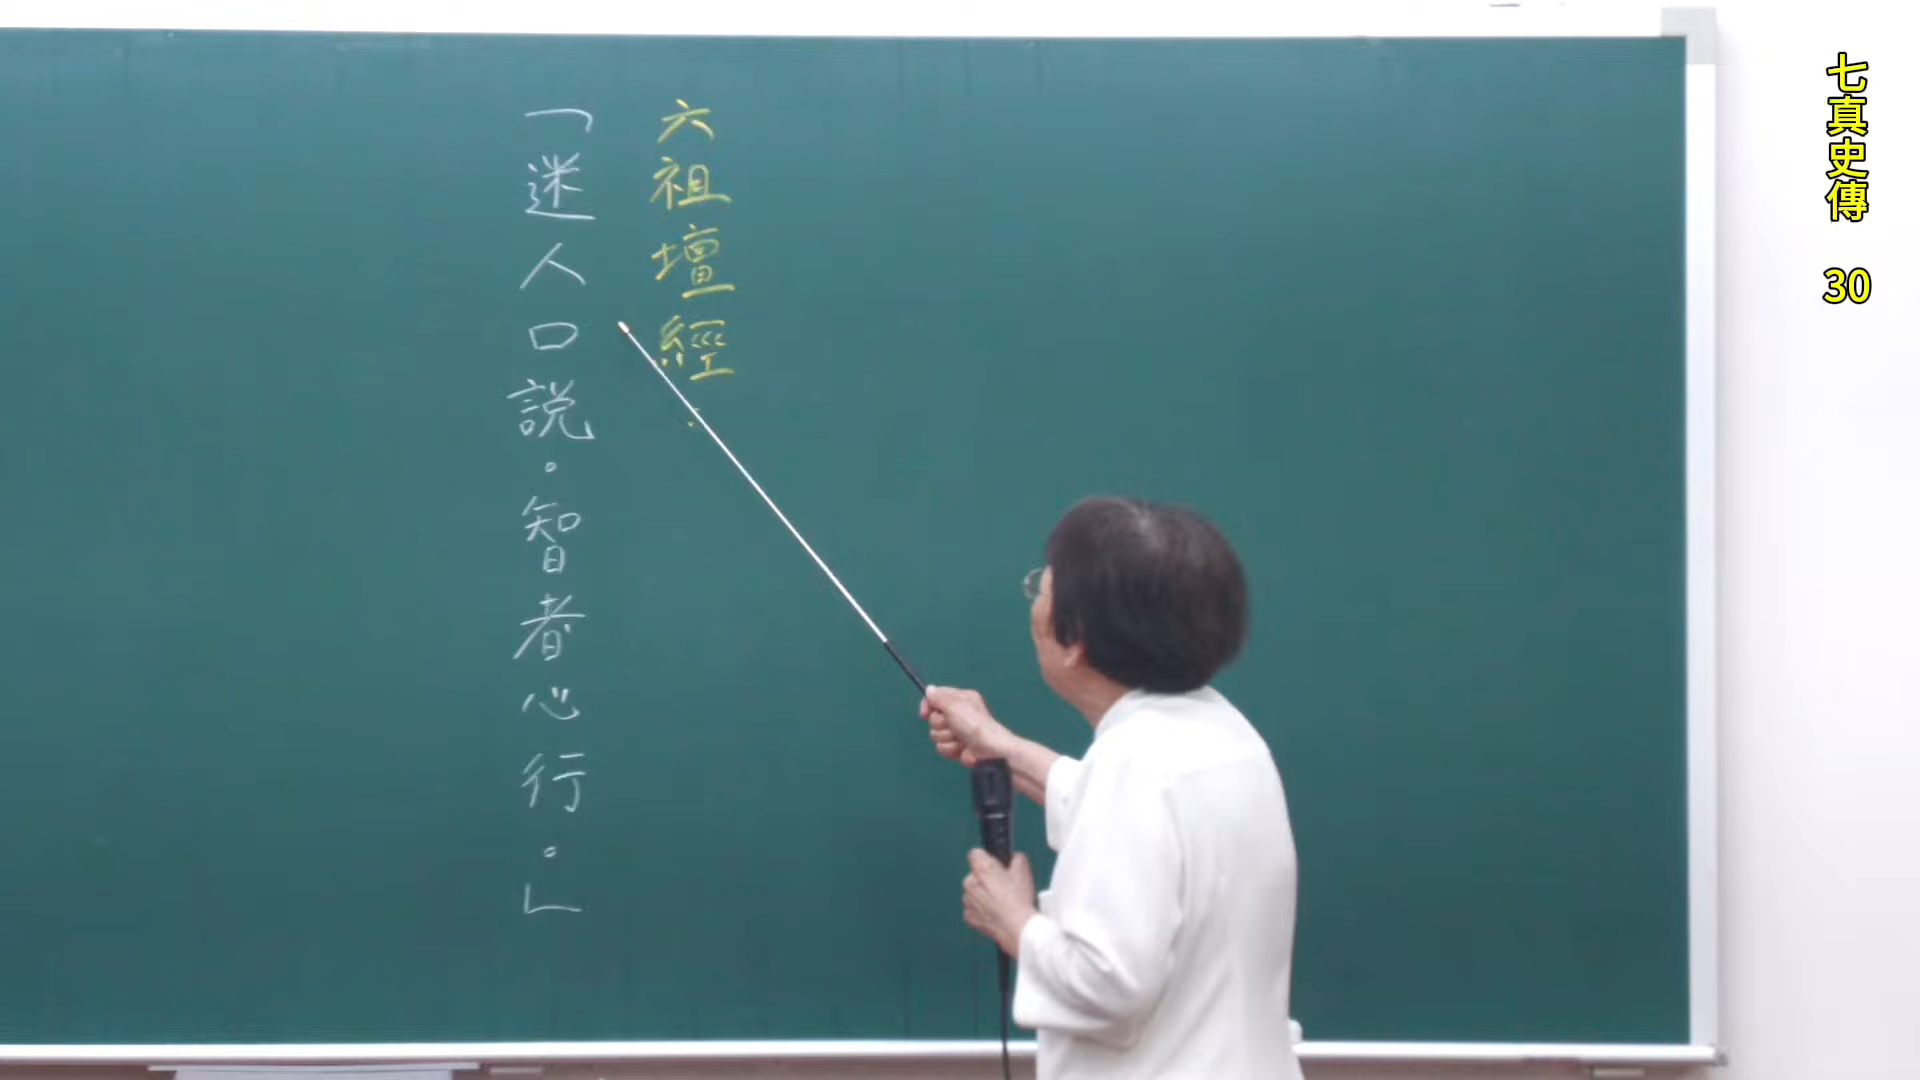 六祖壇經：
「迷人口說。智者心行。」
七真史傳 30